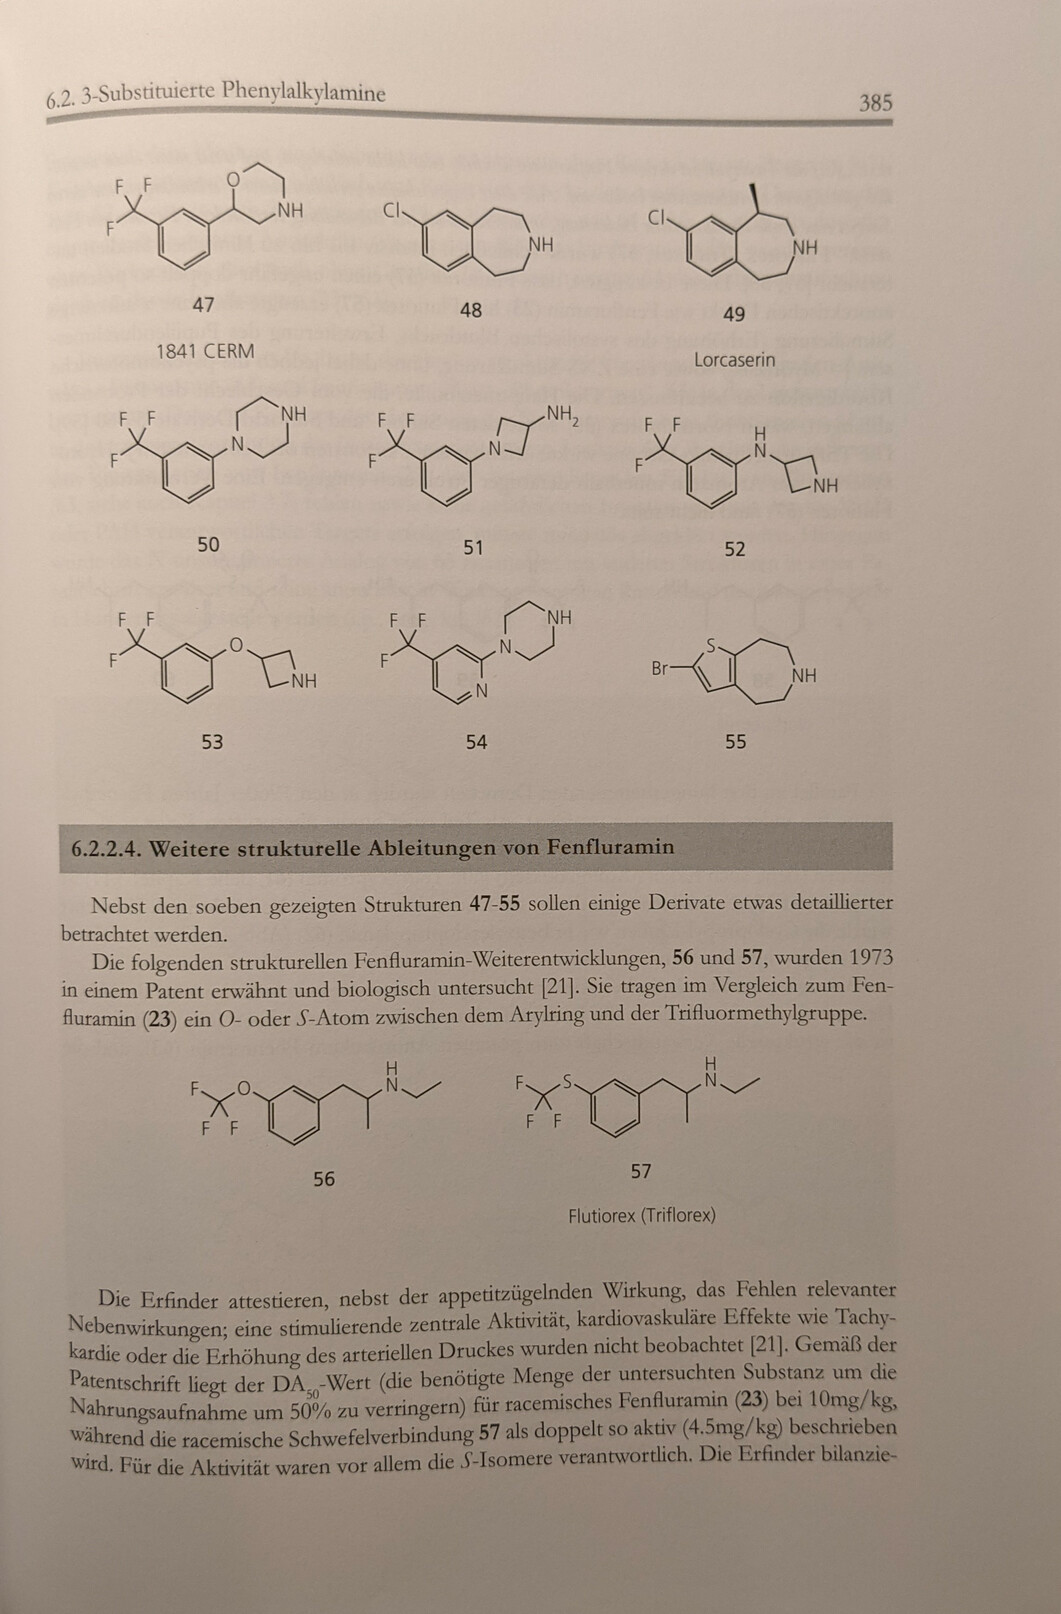 6.2. 3-Substituierte Phenylalkylamine
385
F F
F
O
NH
47
1841 CERM
Cl
NH
48
Cl
NH
49
Lorcaserin
F F
F
N
NH
50
F F
F
N
NH2
51
F F
F
H
N
NH
52
F F
F
O
NH
53
F F
F
N
N
NH
54
Br
S
NH
55
6.2.2.4. Weitere strukturelle Ableitungen von Fenfluramin
Nebst den soeben gezeigten Strukturen 47-55 sollen einige Derivate etwas detaillierter
betrachtet werden.
Die folgenden strukturellen Fenfluramin-Weiterentwicklungen, 56 und 57, wurden 1973
in einem Patent erwähnt und biologisch untersucht [21]. Sie tragen im Vergleich zum Fen-
fluramin (23) ein O- oder S-Atom zwischen dem Arylring und der Trifluormethylgruppe.
F
O
F F
H
N
56
F
S
F F
H
N
57
Flutiorex (Triflorex)
Die Erfinder attestieren, nebst der appetitzügelnden Wirkung, das Fehlen relevanter
Nebenwirkungen; eine stimulierende zentrale Aktivität, kardiovaskuläre Effekte wie Tachy-
kardie oder die Erhöhung des arteriellen Druckes wurden nicht beobachtet [21]. Gemäß der
Patentschrift liegt der DA50-Wert (die benötigte Menge der untersuchten Substanz um die
Nahrungsaufnahme um 50% zu verringern) für racemisches Fenfluramin (23) bei 10mg/kg,
während die racemische Schwefelverbindung 57 als doppelt so aktiv (4.5mg/kg) beschrieben
wird. Für die Aktivität waren vor allem die S-Isomere verantwortlich. Die Erfinder bilanzie-